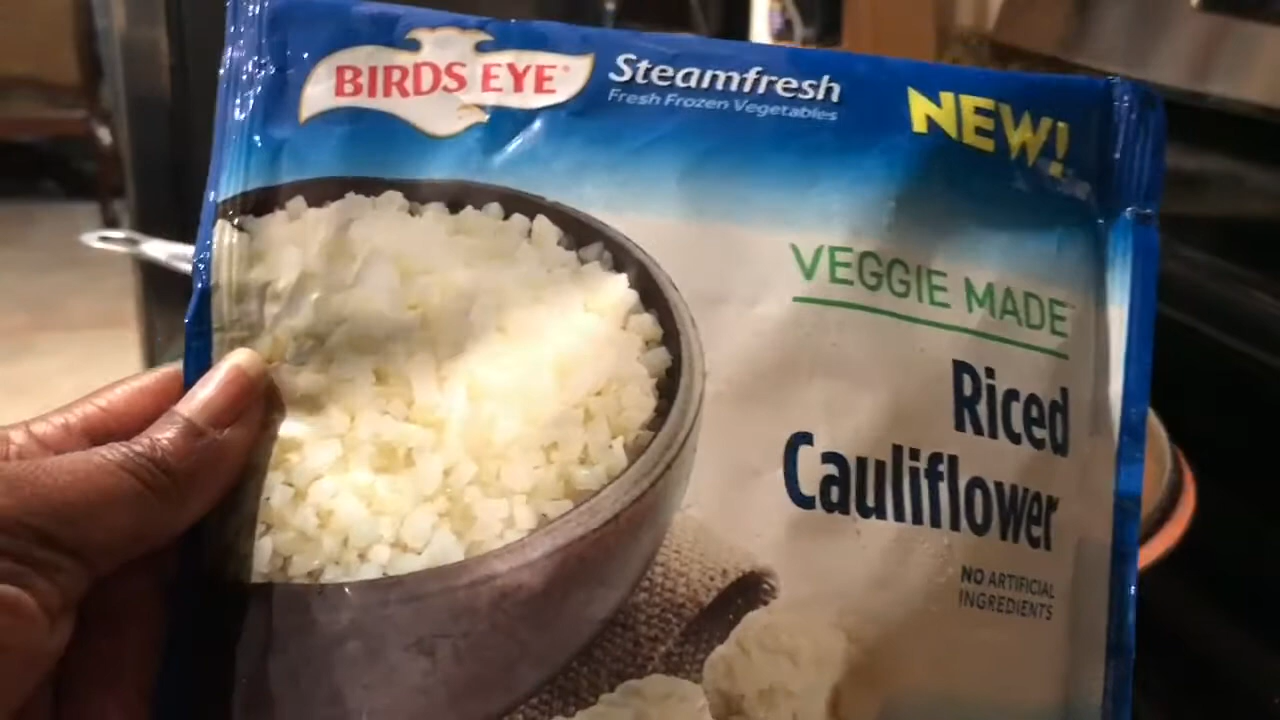 BIRDS EYE
Steamfresh
Fresh Frozen Vegetables
NEW!
VEGGIE MADE
Riced
Cauliflower
NO ARTIFICIAL
INGREDIENTS